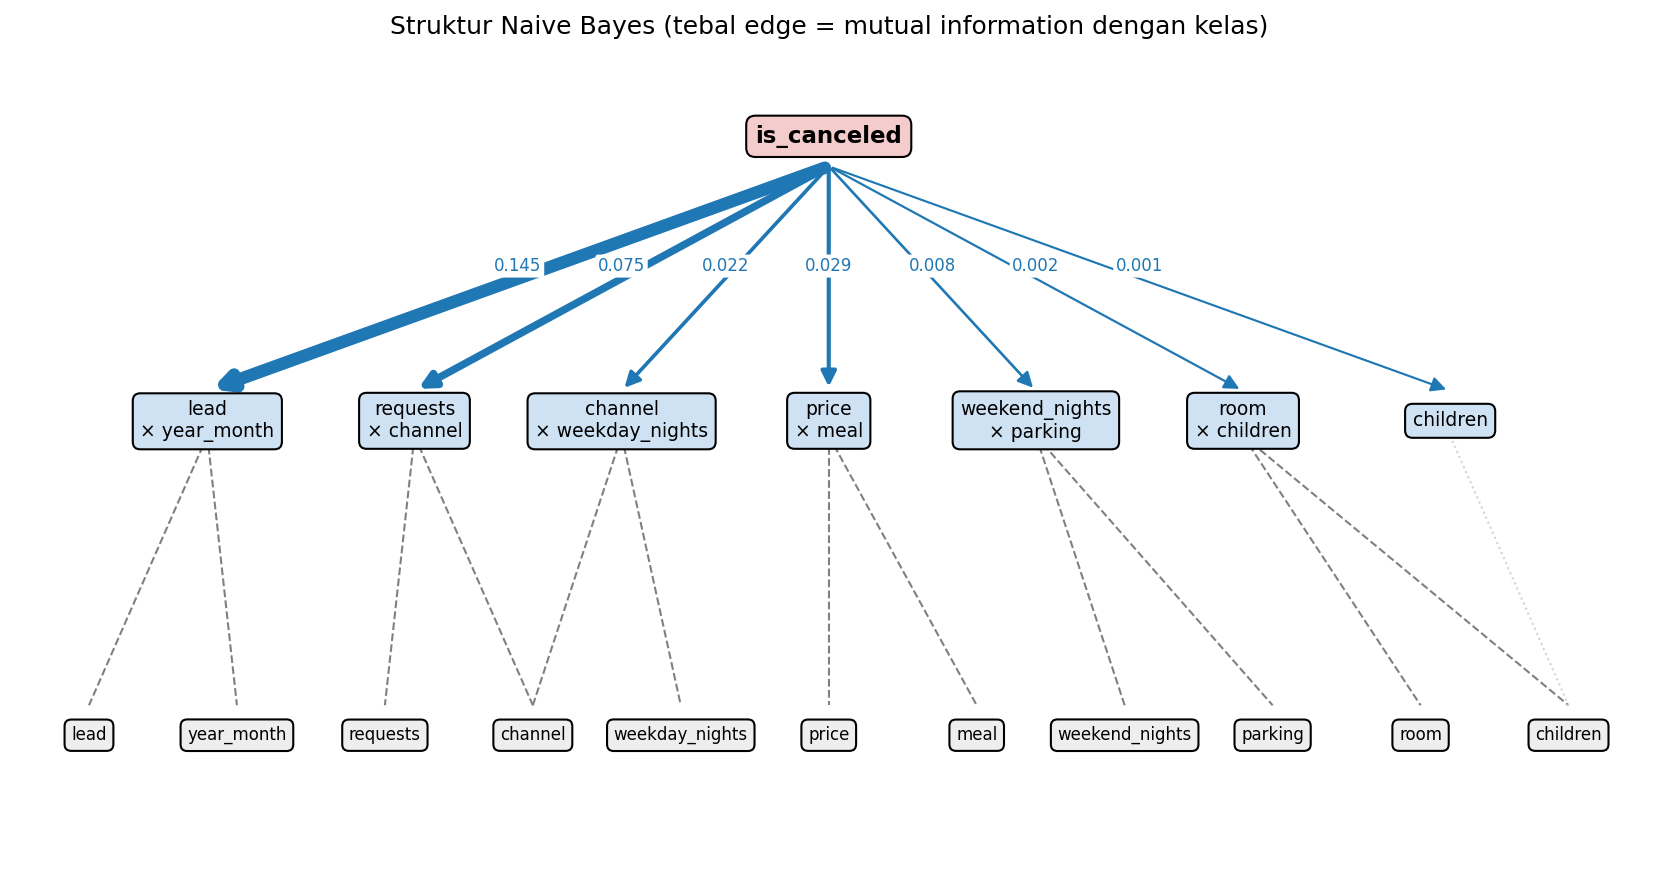 Struktur Naive Bayes (tebal edge = mutual information dengan kelas)
is_canceled
0.145
0.075
0.022
0.029
0.008
0.002
0.001
lead
× year_month
requests
× channel
channel
× weekday_nights
price
× meal
weekend_nights
× parking
room
× children
children
lead
year_month
requests
channel
weekday_nights
price
meal
weekend_nights
parking
room
children